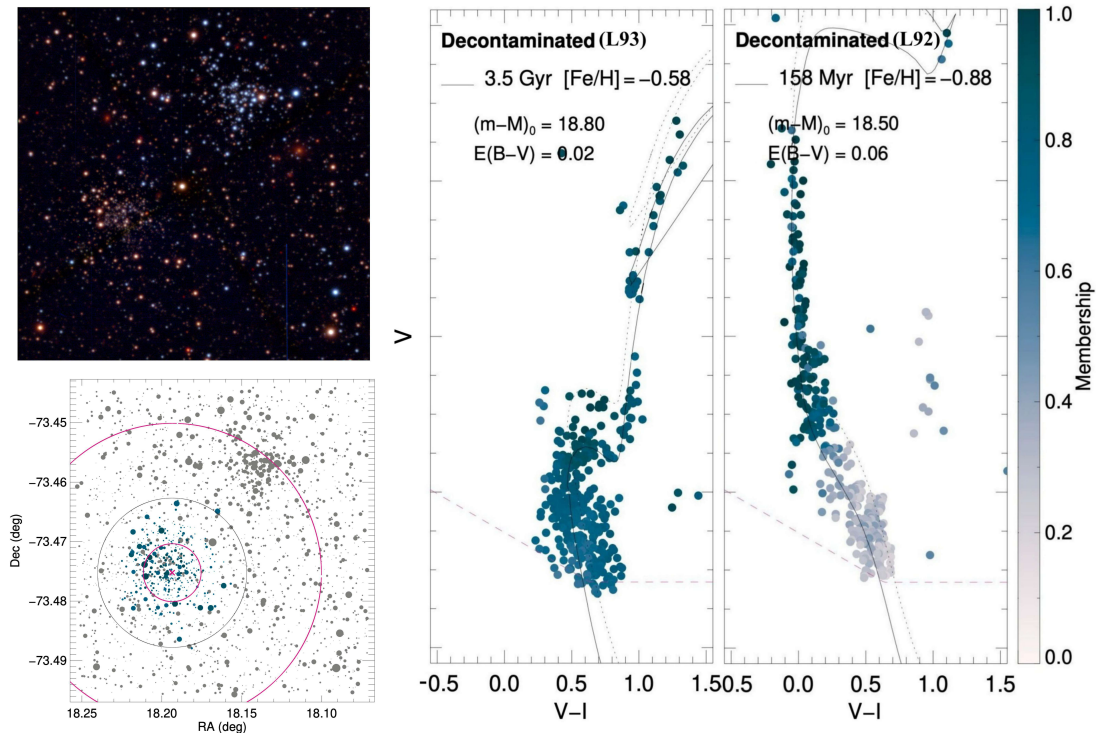 Decontaminated (L93)
3.5 Gyr [Fe/H]=−0.58
(m−M)₀ = 18.80
E(B−V) = 0.02
Decontaminated (L92)
158 Myr [Fe/H]=−0.88
(m−M)₀ = 18.50
E(B−V) = 0.06
V
−0.5 0.0 0.5 1.0 1.5
V−I
−0.5 0.0 0.5 1.0 1.5
V−I
1.0
0.8
0.6
0.4
0.2
0.0
Membership
−73.45
−73.46
−73.47
−73.48
−73.49
Dec (deg)
18.25 18.20 18.15 18.10
RA (deg)